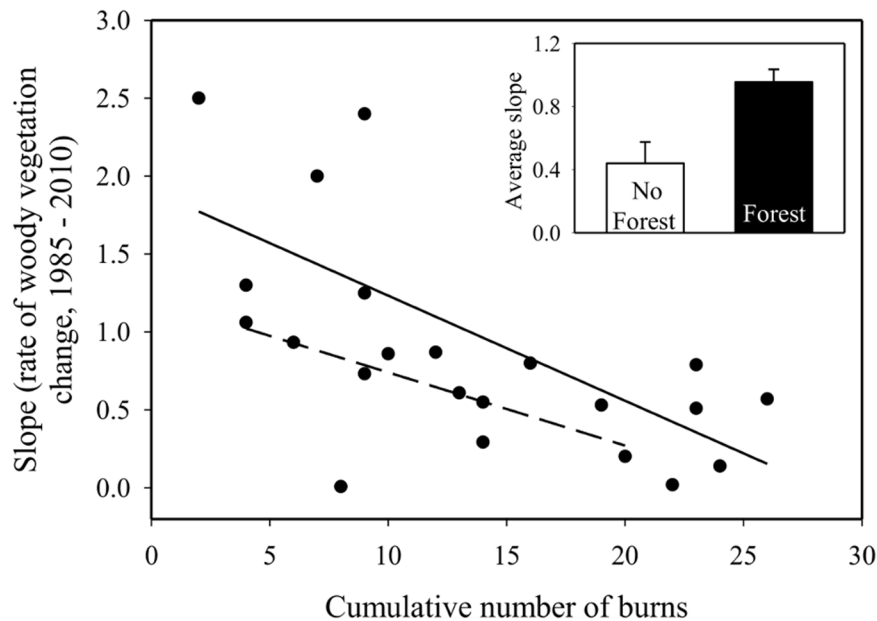 3.0
2.5
2.0
1.5
1.0
0.5
0.0
Slope (rate of woody vegetation
change, 1985 - 2010)
0 5 10 15 20 25 30
Cumulative number of burns
1.2
0.8
0.4
0.0
Average slope
No
Forest
Forest